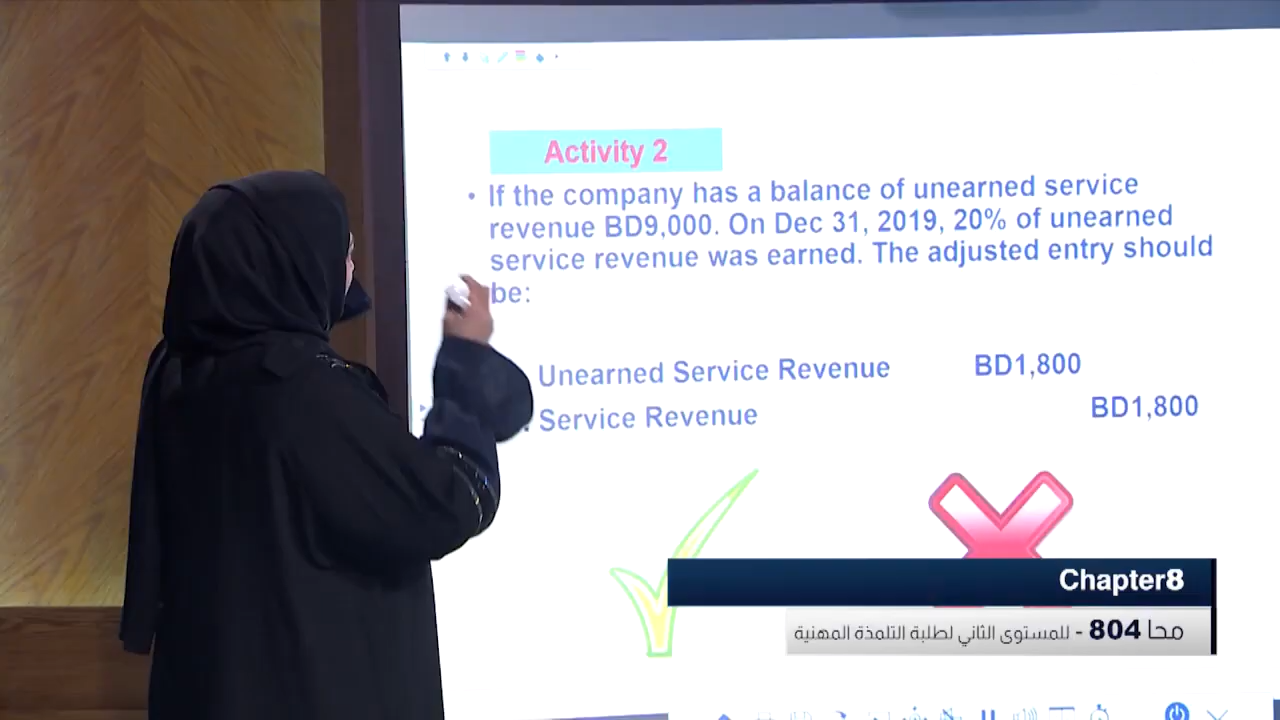 Activity 2
• If the company has a balance of unearned service
revenue BD9,000. On Dec 31, 2019, 20% of unearned
service revenue was earned. The adjusted entry should
be:
Unearned Service Revenue BD1,800
Service Revenue BD1,800
Chapter8
محا 804 - للمستوى الثاني لطلبة التلمذة المهنية